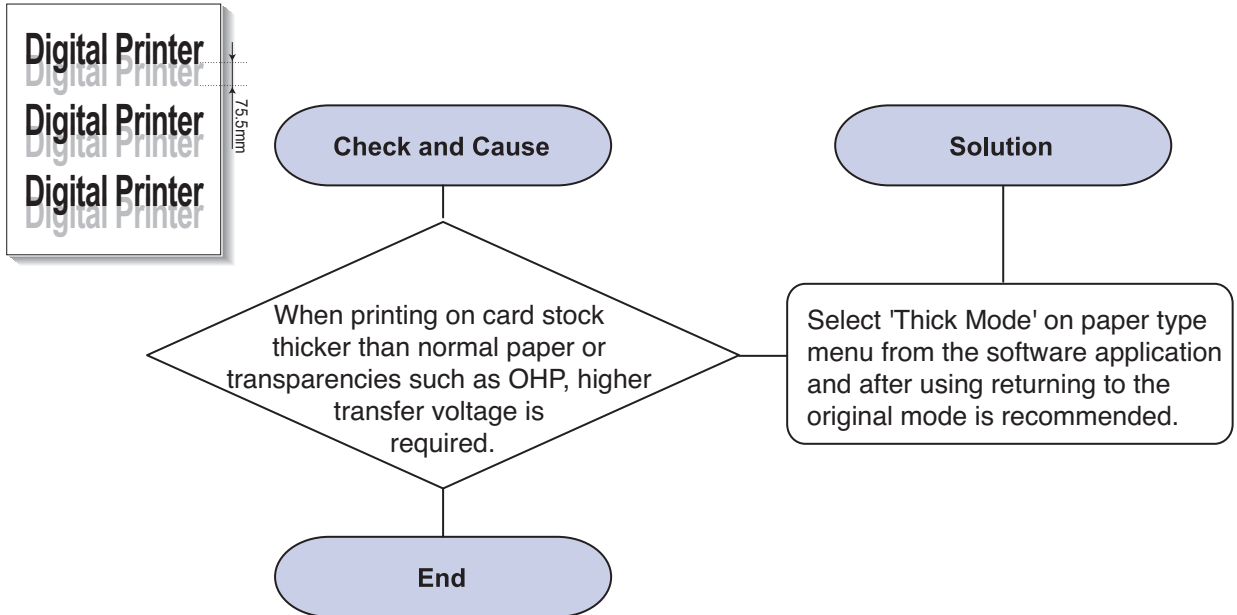 Digital Printer
Digital Printer
75.5mm
Digital Printer
Digital Printer
Digital Printer
Digital Printer
Check and Cause
When printing on card stock
thicker than normal paper or
transparencies such as OHP, higher
transfer voltage is
required.
End
Solution
Select 'Thick Mode' on paper type
menu from the software application
and after using returning to the
original mode is recommended.